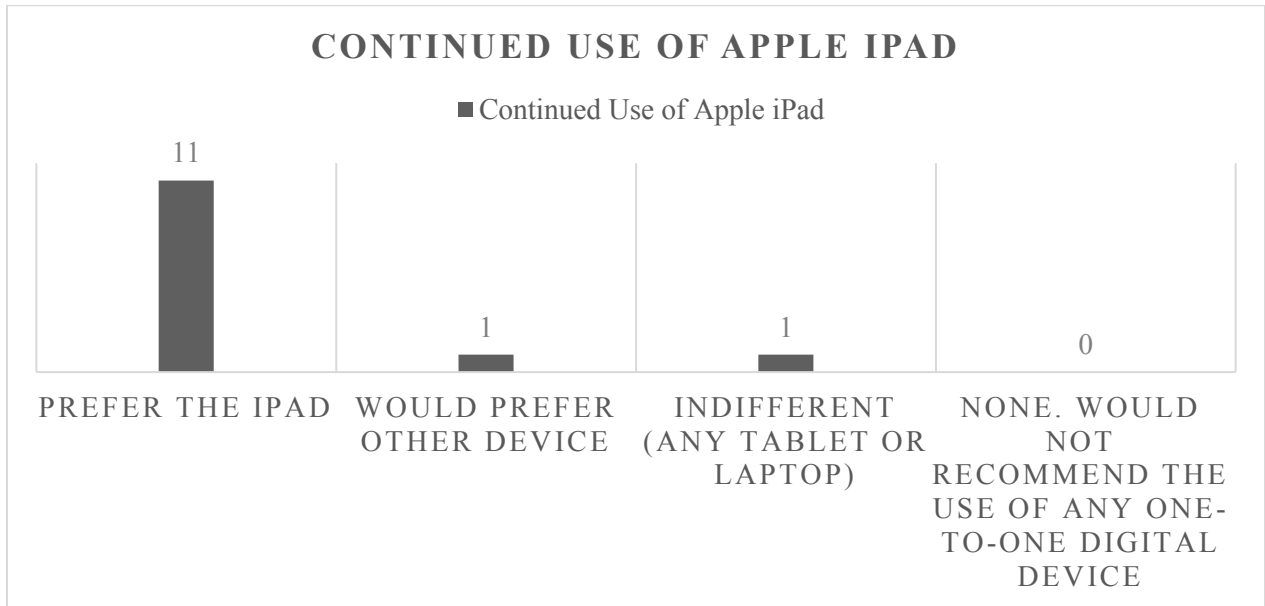 CONTINUED USE OF APPLE IPAD
Continued Use of Apple iPad
11
1
1
0
PREFER THE IPAD
WOULD PREFER
OTHER DEVICE
INDIFFERENT
(ANY TABLET OR
LAPTOP)
NONE. WOULD
NOT
RECOMMEND THE
USE OF ANY ONE-
TO-ONE DIGITAL
DEVICE